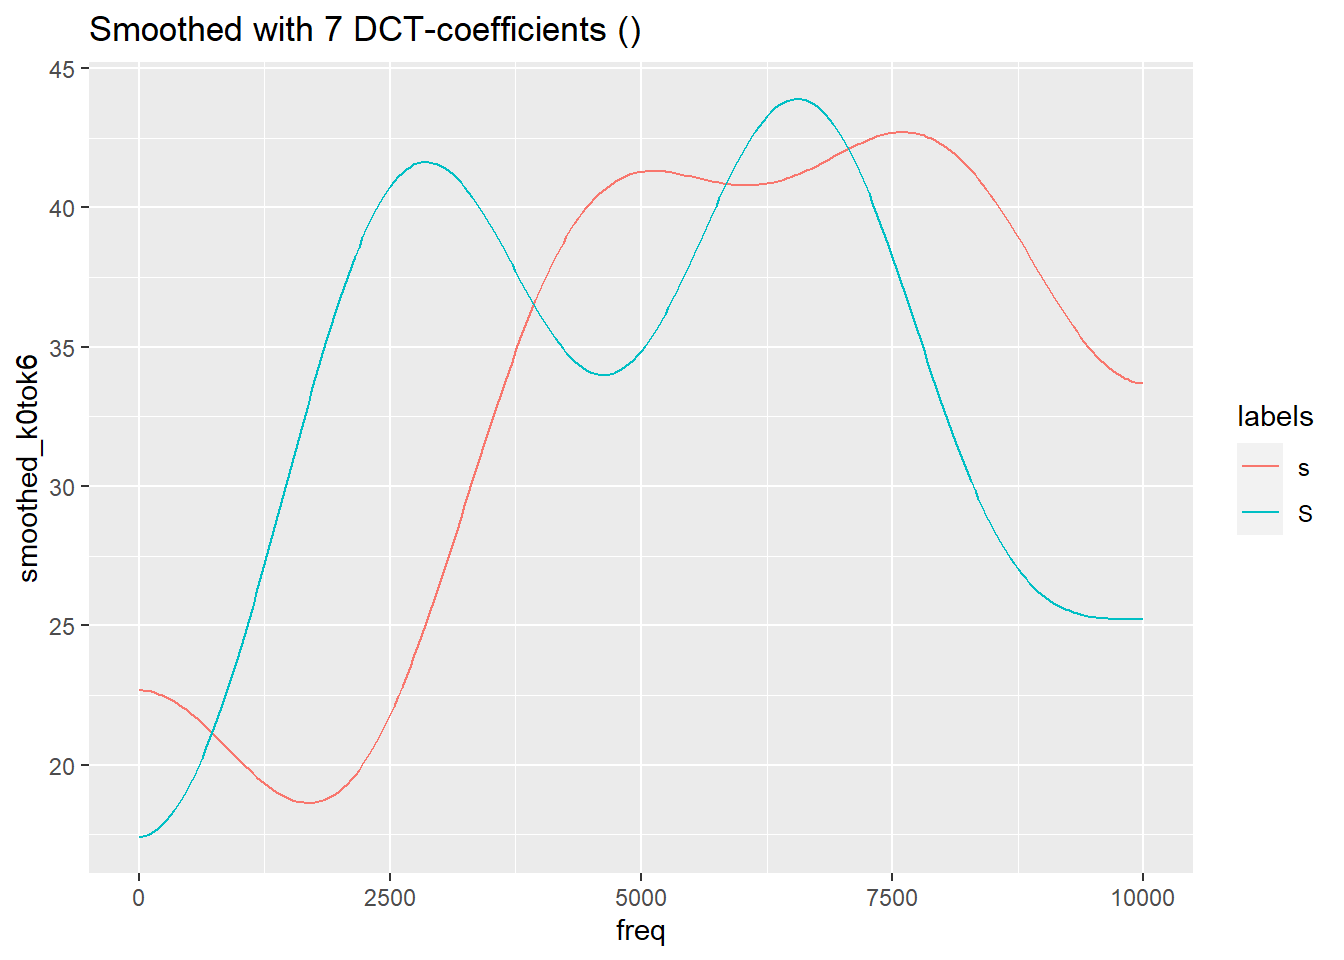 Smoothed with 7 DCT-coefficients ()
45
40
35
30
25
20
smoothed_k0tok6
0 2500 5000 7500 10000
freq
labels
s
S